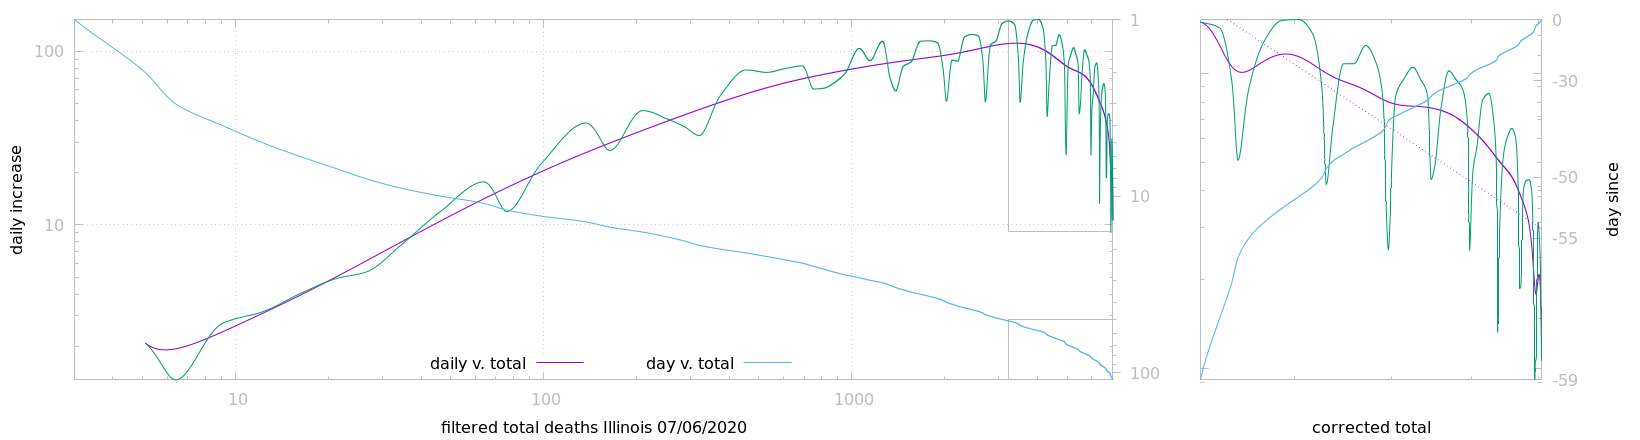 100
10
daily increase
10
100
1000
filtered total deaths Illinois 07/06/2020
daily v. total
day v. total
1
10
100
0
-30
-50
-55
-59
day since
corrected total